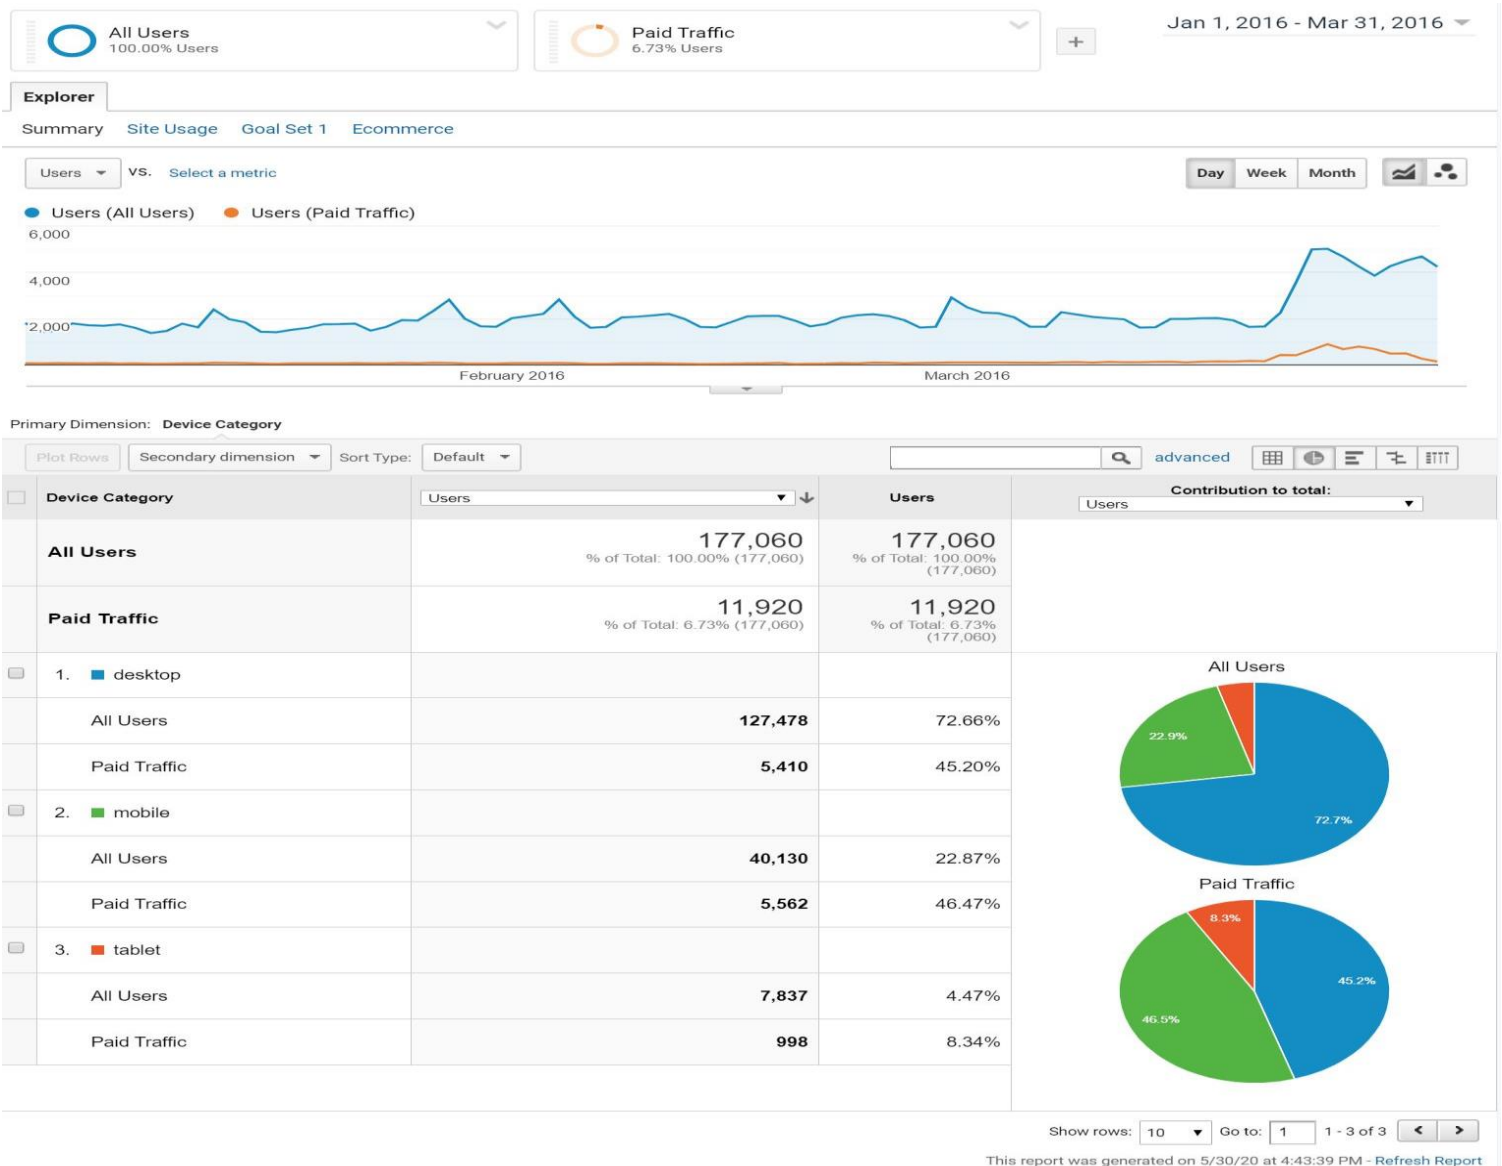 All Users
100.00% Users
Paid Traffic
6.73% Users
+
Jan 1, 2016 - Mar 31, 2016
Explorer
Summary Site Usage Goal Set 1 Ecommerce
Users VS. Select a metric
Day Week Month
Users (All Users) Users (Paid Traffic)
6,000
4,000
2,000
February 2016 March 2016
Primary Dimension: Device Category
Plot Rows Secondary dimension Sort Type: Default advanced
Device Category Users Users Contribution to total:
Users
All Users 177,060 177,060
% of Total: 100.00% (177,060) % of Total: 100.00%
(177,060)
Paid Traffic 11,920 11,920
% of Total: 6.73% (177,060) % of Total: 6.73%
(177,060)
1. desktop
All Users 127,478 72.66%
Paid Traffic 5,410 45.20%
2. mobile
All Users 40,130 22.87%
Paid Traffic 5,562 46.47%
3. tablet
All Users 7,837 4.47%
Paid Traffic 998 8.34%
All Users
22.9%
72.7%
Paid Traffic
8.3%
45.2%
46.5%
Show rows: 10 Go to: 1 1 - 3 of 3
This report was generated on 5/30/20 at 4:43:39 PM - Refresh Report